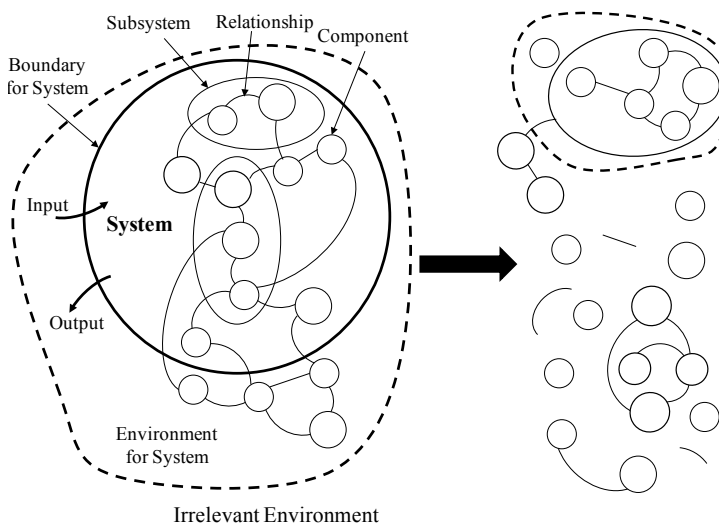 Subsystem
Relationship
Component
Boundary
for System
Input
System
Output
Environment
for System
Irrelevant Environment